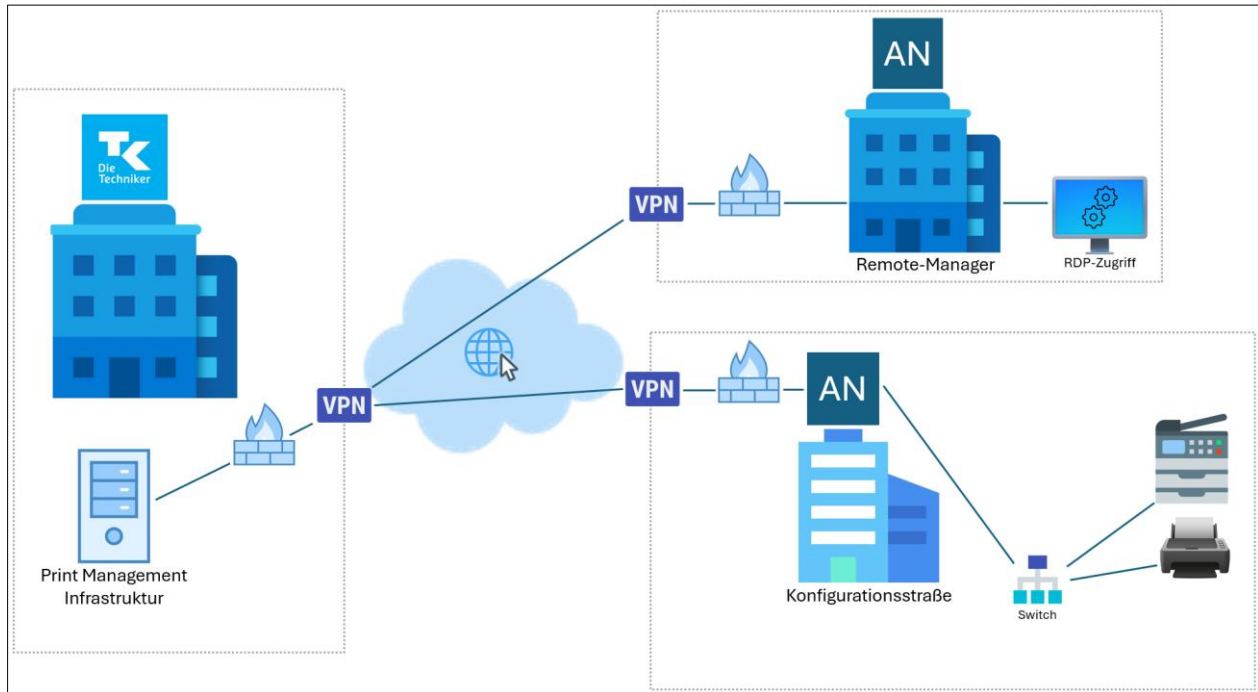 TK
Die
Techniker
Print Management
Infrastruktur
VPN
VPN
AN
Remote-Manager
RDP-Zugriff
VPN
AN
Konfigurationsstraße
Switch